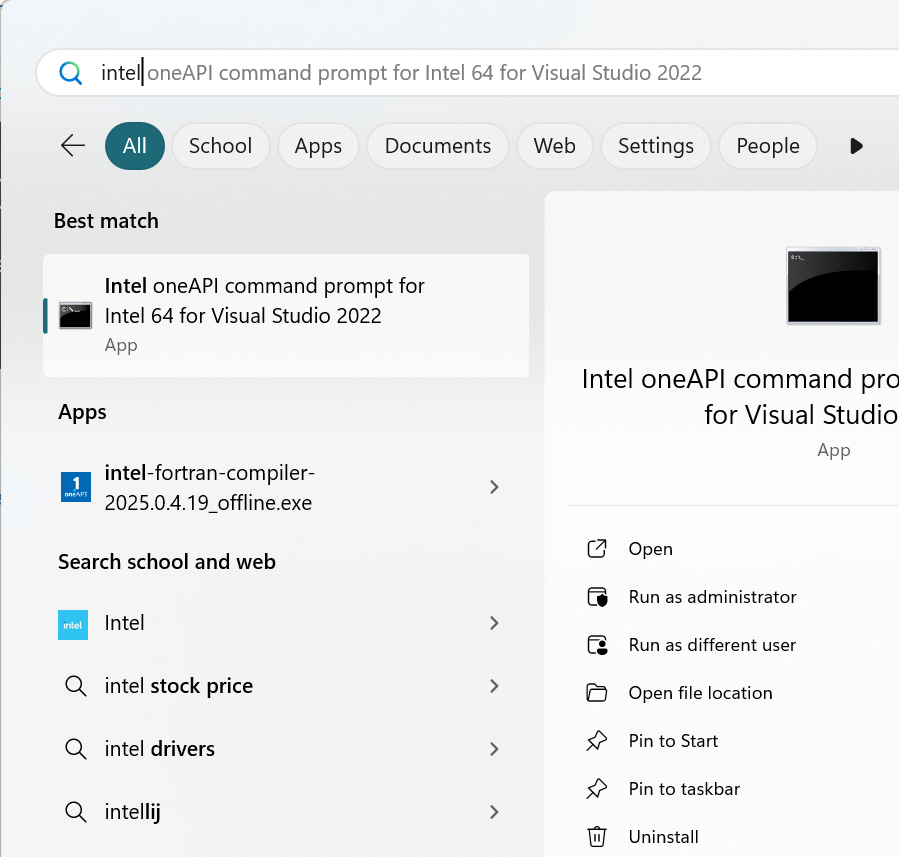 intel oneAPI command prompt for Intel 64 for Visual Studio 2022
All School Apps Documents Web Settings People
Best match
Intel oneAPI command prompt for
Intel 64 for Visual Studio 2022
App
Apps
intel-fortran-compiler-
2025.0.4.19_offline.exe
Search school and web
Intel
intel stock price
intel drivers
intellij
C:\_
Intel oneAPI command pro
for Visual Studio
App
Open
Run as administrator
Run as different user
Open file location
Pin to Start
Pin to taskbar
Uninstall
1
oneAPI
intel